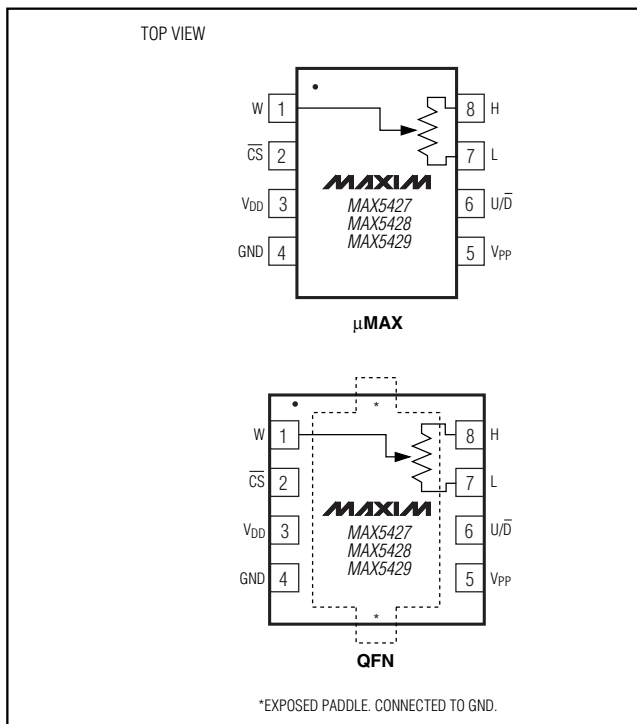 TOP VIEW
W 1 8 H
C̅S̅ 2 7 L
MAXIM
VDD 3 MAX5427 6 U/D̅
MAX5428
GND 4 MAX5429 5 VPP
µMAX
*
W 1 8 H
C̅S̅ 2 7 L
MAXIM
VDD 3 MAX5427 6 U/D̅
MAX5428
GND 4 MAX5429 5 VPP
*
QFN
*EXPOSED PADDLE. CONNECTED TO GND.